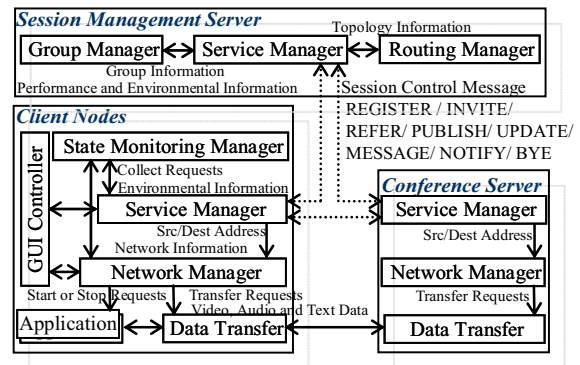 Session Management Server
Topology Information
Group Manager
Service Manager
Routing Manager
Group Information
Performance and Environmental Information
Session Control Message
REGISTER / INVITE/
REFER/ PUBLISH/ UPDATE/
MESSAGE/ NOTIFY/ BYE
Client Nodes
GUI Controller
State Monitoring Manager
Collect Requests
Environmental Information
Service Manager
Src/Dest Address
Network Information
Network Manager
Start or Stop Requests
Transfer Requests
Video, Audio and Text Data
Application
Data Transfer
Conference Server
Service Manager
Src/Dest Address
Network Manager
Transfer Requests
Data Transfer